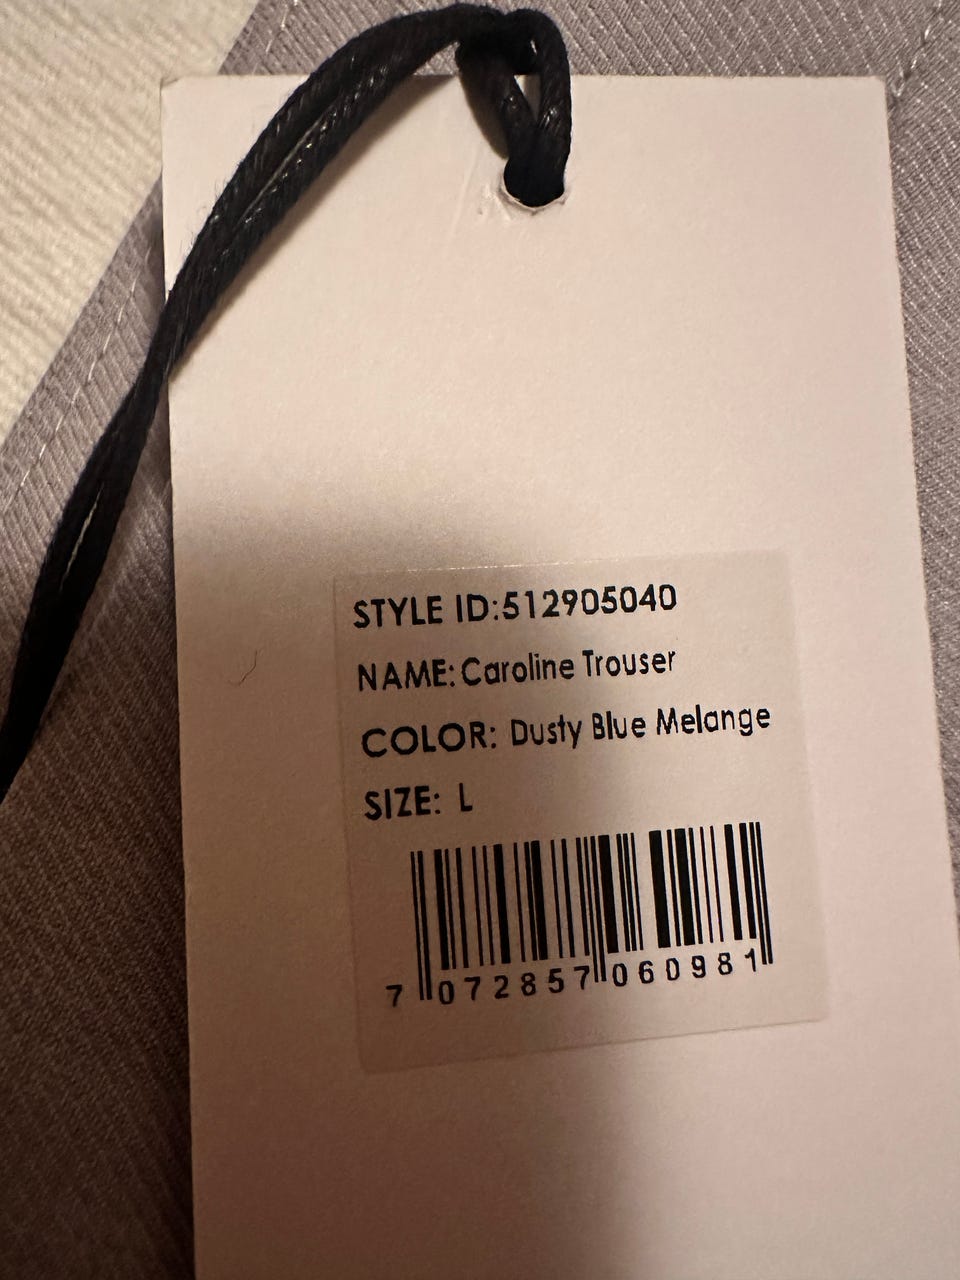 STYLE ID:512905040
NAME: Caroline Trouser
COLOR: Dusty Blue Melange
SIZE: L
7 072857 060981